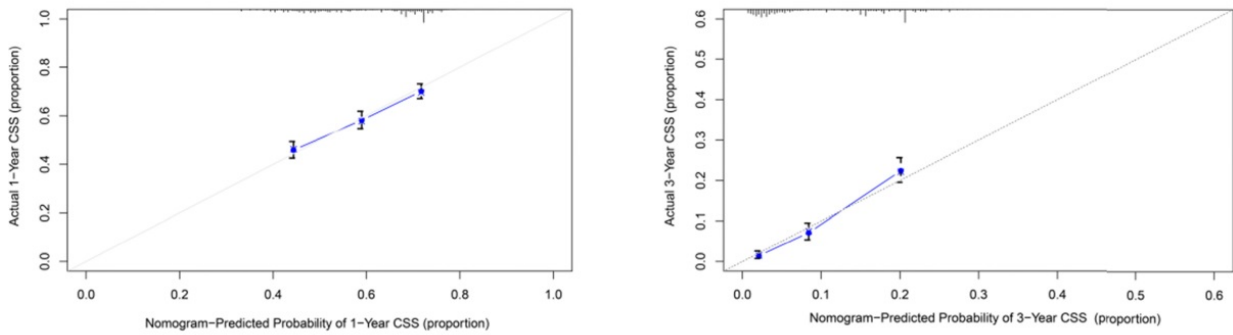 1.0
0.8
0.6
0.4
0.2
0.0
Actual 1-Year CSS (proportion)
0.0 0.2 0.4 0.6 0.8 1.0
Nomogram-Predicted Probability of 1-Year CSS (proportion)
0.6
0.5
0.4
0.3
0.2
0.1
0.0
Actual 3-Year CSS (proportion)
0.0 0.1 0.2 0.3 0.4 0.5 0.6
Nomogram-Predicted Probability of 3-Year CSS (proportion)